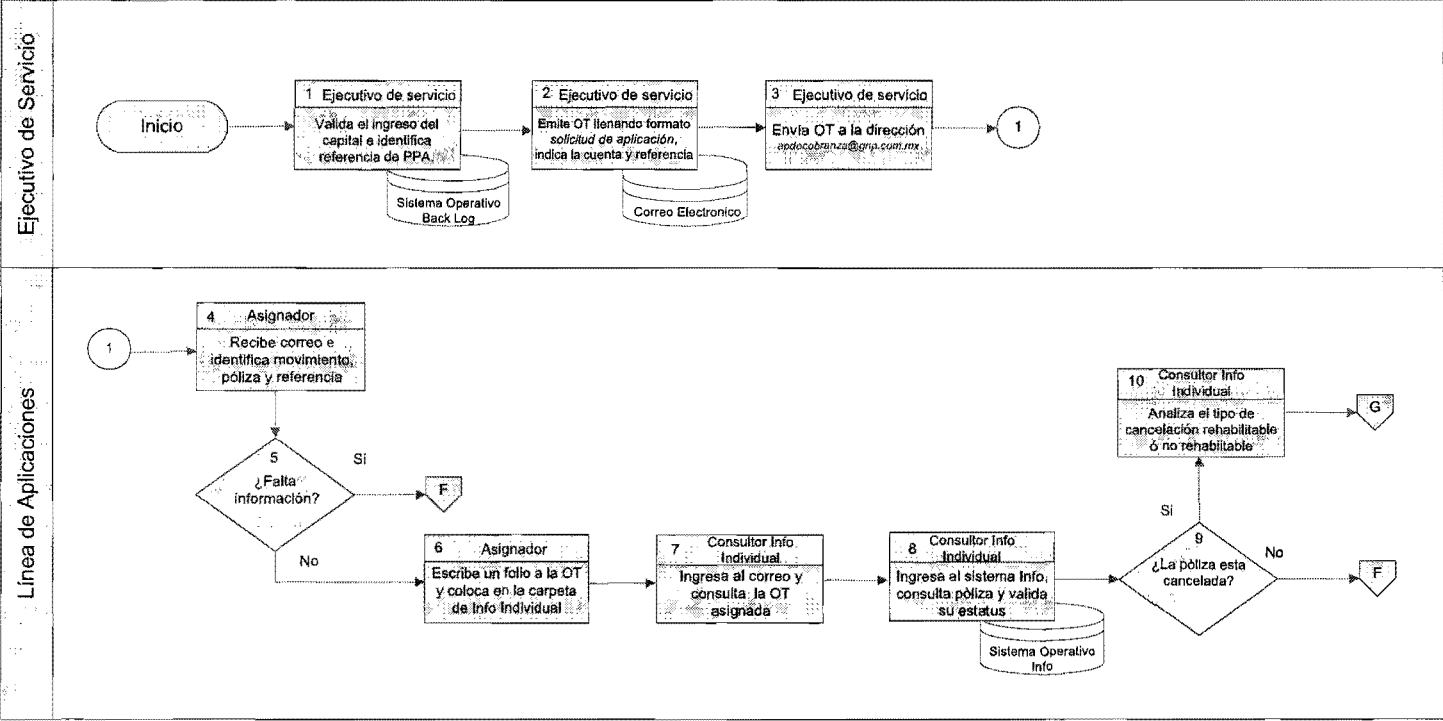 Ejecutivo de Servicio
Inicio
1 Ejecutivo de servicio
Valida el ingreso del
capital e identifica
referencia de PPA.
Sistema Operativo
Back Log
2 Ejecutivo de servicio
Emite OT llenando formato
solicitud de aplicación,
indica la cuenta y referencia
Correo Electronico
3 Ejecutivo de servicio
Envía OT a la dirección
1
Línea de Aplicaciones
1
4 Asignador
Recibe correo e
identifica movimiento,
póliza y referencia
5
¿Falta
información?
Sí
F
No
6 Asignador
Escribe un folio a la OT
y coloca en la carpeta
de Info Individual
7 Consultor Info
Individual
Ingresa al correo y
consulta la OT
asignada
8 Consultor Info
Individual
Ingresa al sistema Info,
consulta pòliza y valida
su estatus
Sistema Operativo
Info
9
¿La pòliza esta
cancelada?
Sí
No
F
10 Consultor Info
Individual
Analiza el tipo de
cancelación rehabilitable
ó no rehabilitable
G